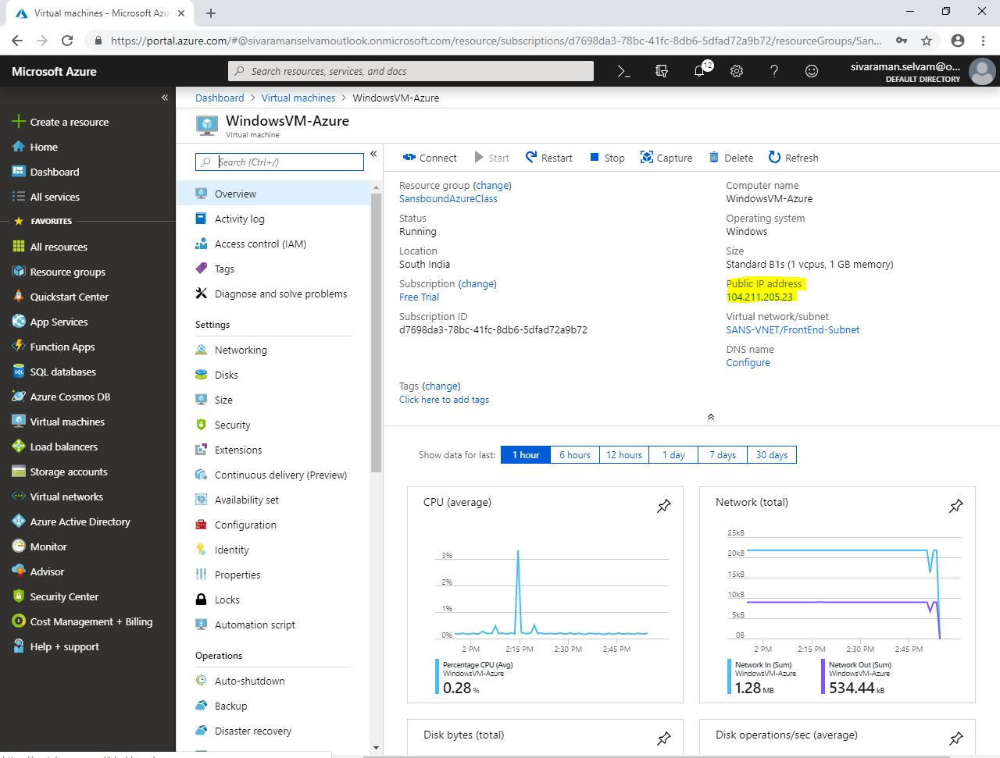 Virtual machines - Microsoft Azu
https://portal.azure.com/#@sivaramanselvamoutlook.onmicrosoft.com/resource/subscriptions/d7698da3-78bc-41fc-8db6-5dfad72a9b72/resourceGroups/San...
Microsoft Azure
Search resources, services, and docs
12
sivaraman.selvam@o...
DEFAULT DIRECTORY
Create a resource
Home
Dashboard
All services
FAVORITES
All resources
Resource groups
Quickstart Center
App Services
Function Apps
SQL databases
Azure Cosmos DB
Virtual machines
Load balancers
Storage accounts
Virtual networks
Azure Active Directory
Monitor
Advisor
Security Center
Cost Management + Billing
Help + support
Dashboard > Virtual machines > WindowsVM-Azure
WindowsVM-Azure
Virtual machine
Search (Ctrl+/)
Overview
Activity log
Access control (IAM)
Tags
Diagnose and solve problems
Settings
Networking
Disks
Size
Security
Extensions
Continuous delivery (Preview)
Availability set
Configuration
Identity
Properties
Locks
Automation script
Operations
Auto-shutdown
Backup
Disaster recovery
Connect Start Restart Stop Capture Delete Refresh
Resource group (change)
SansboundAzureClass
Status
Running
Location
South India
Subscription (change)
Free Trial
Subscription ID
d7698da3-78bc-41fc-8db6-5dfad72a9b72
Computer name
WindowsVM-Azure
Operating system
Windows
Size
Standard B1s (1 vcpus, 1 GB memory)
Public IP address
104.211.205.23
Virtual network/subnet
SANS-VNET/FrontEnd-Subnet
DNS name
Configure
Tags (change)
Click here to add tags
Show data for last: 1 hour 6 hours 12 hours 1 day 7 days 30 days
CPU (average)
3%
2%
1%
0%
2 PM 2:15 PM 2:30 PM 2:45 PM
Percentage CPU (Avg)
WindowsVM-Azure
0.28 %
Network (total)
25kB
20kB
15kB
10kB
5kB
0B
2 PM 2:15 PM 2:30 PM 2:45 PM
Network In (Sum)
WindowsVM-Azure
1.28 MB
Network Out (Sum)
WindowsVM-Azure
534.44 kB
Disk bytes (total)
Disk operations/sec (average)